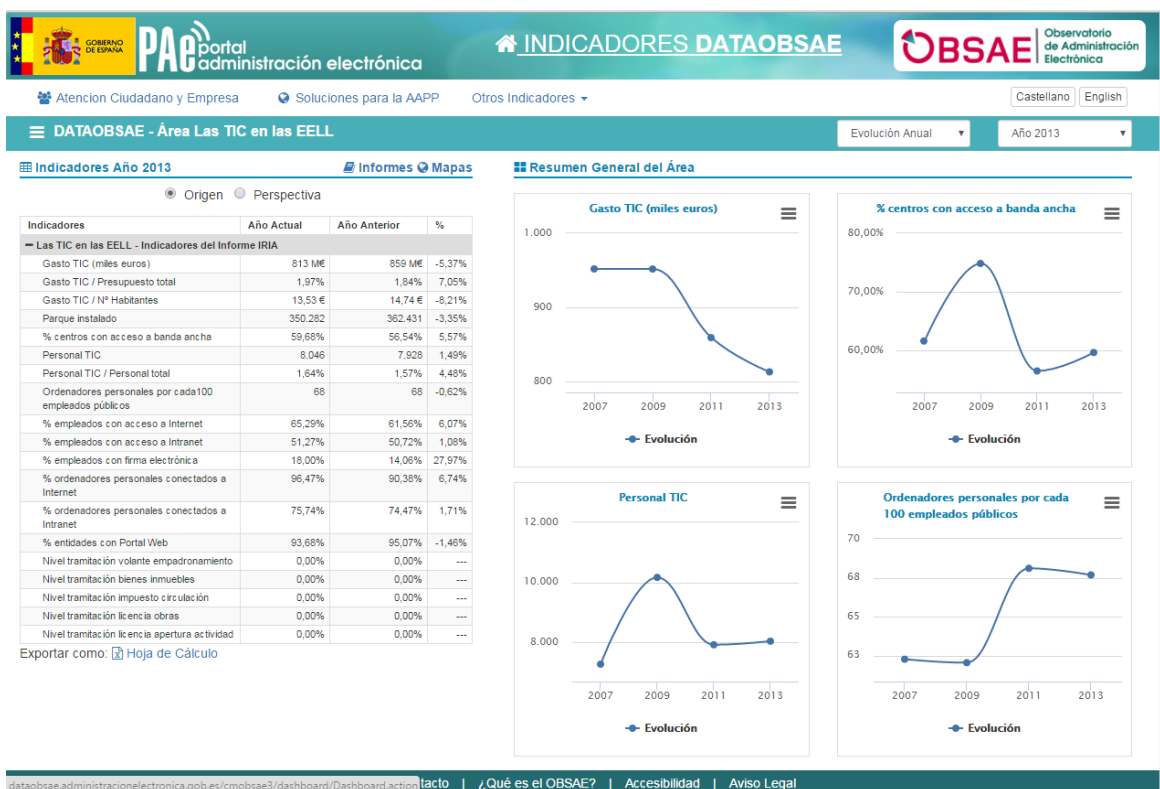 GOBIERNO
DE ESPAÑA
PAe portal
administración electrónica
INDICADORES DATAOBSAE
OBSAE
Observatorio
de Administración
Electrónica
Atencion Ciudadano y Empresa
Soluciones para la AAPP
Otros Indicadores
Castellano
English
DATAOBSAE - Área Las TIC en las EELL
Evolución Anual
Año 2013
Indicadores Año 2013
Informes
Mapas
Origen
Perspectiva
Indicadores Año Actual Año Anterior %
Las TIC en las EELL - Indicadores del Informe IRIA
Gasto TIC (miles euros) 813 M€ 859 M€ -5,37%
Gasto TIC / Presupuesto total 1,97% 1,84% 7,05%
Gasto TIC / Nº Habitantes 13,53 € 14,74 € -8,21%
Parque instalado 350.282 362.431 -3,35%
% centros con acceso a banda ancha 59,68% 56,54% 5,57%
Personal TIC 8.046 7.928 1,49%
Personal TIC / Personal total 1,64% 1,57% 4,48%
Ordenadores personales por cada100 68 68 -0,62%
empleados públicos
% empleados con acceso a Internet 65,29% 61,56% 6,07%
% empleados con acceso a Intranet 51,27% 50,72% 1,08%
% empleados con firma electrónica 18,00% 14,06% 27,97%
% ordenadores personales conectados a 96,47% 90,38% 6,74%
Internet
% ordenadores personales conectados a 75,74% 74,47% 1,71%
Intranet
% entidades con Portal Web 93,68% 95,07% -1,46%
Nivel tramitación volante empadronamiento 0,00% 0,00% ---
Nivel tramitación bienes inmuebles 0,00% 0,00% ---
Nivel tramitación impuesto circulación 0,00% 0,00% ---
Nivel tramitación licencia obras 0,00% 0,00% ---
Nivel tramitación licencia apertura actividad 0,00% 0,00% ---
Exportar como: Hoja de Cálculo
Resumen General del Área
Gasto TIC (miles euros)
1.000
900
800
2007 2009 2011 2013
Evolución
% centros con acceso a banda ancha
80,00%
70,00%
60,00%
2007 2009 2011 2013
Evolución
Personal TIC
12.000
10.000
8.000
2007 2009 2011 2013
Evolución
Ordenadores personales por cada
100 empleados públicos
70
68
65
63
2007 2009 2011 2013
Evolución
dataobsae.administracionelectronica.gob.es/cmobsae3/dashboard/Dashboard.action
tacto | ¿Qué es el OBSAE? | Accesibilidad | Aviso Legal